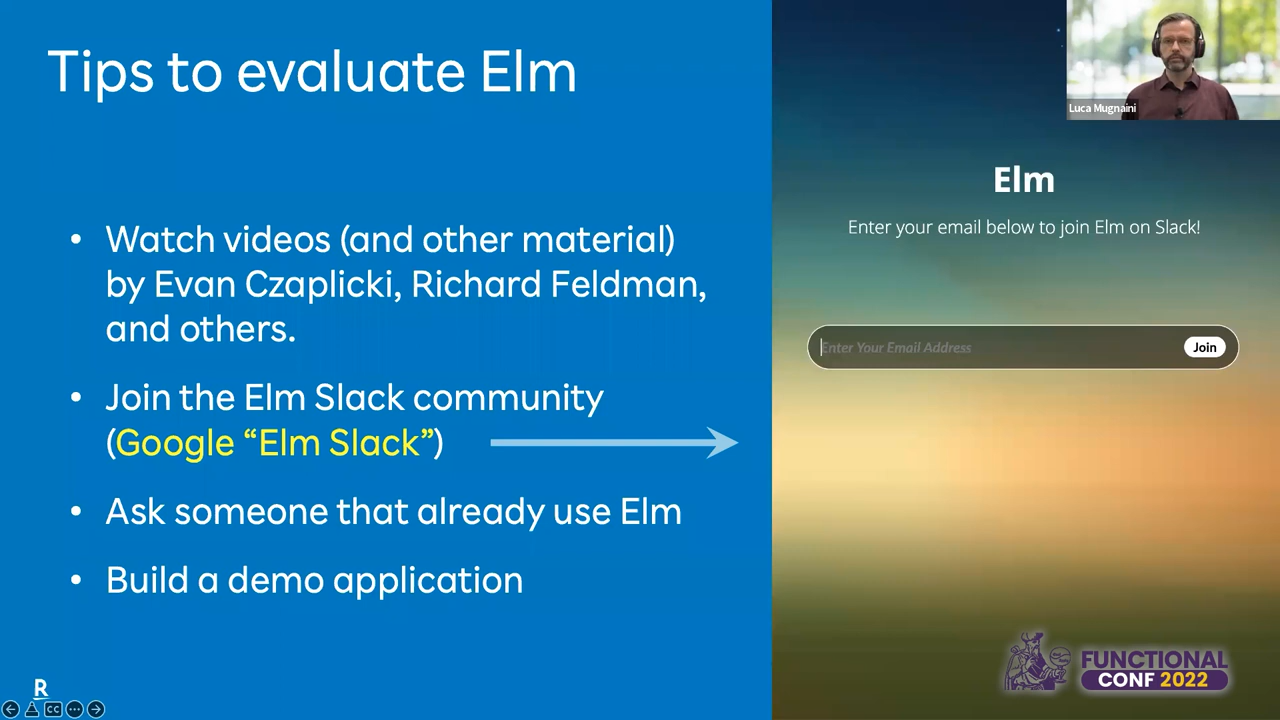 Tips to evaluate Elm
• Watch videos (and other material)
by Evan Czaplicki, Richard Feldman,
and others.
• Join the Elm Slack community
(Google “Elm Slack”)
• Ask someone that already use Elm
• Build a demo application
R
CC
Luca Mugnaini
Elm
Enter your email below to join Elm on Slack!
Enter Your Email Address
Join
FUNCTIONAL
CONF 2022